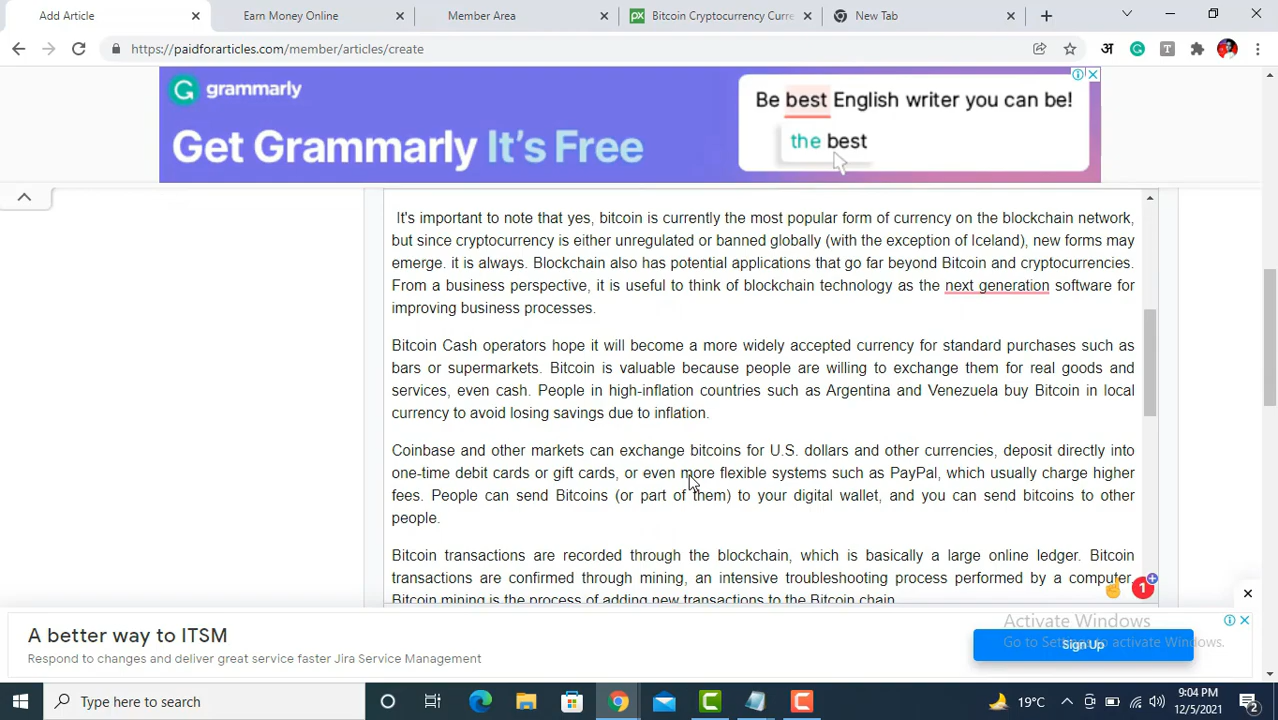 Add Article
Earn Money Online
Member Area
Bitcoin Cryptocurrency Curre
New Tab
https://paidforarticles.com/member/articles/create
अ
grammarly
Get Grammarly It's Free
Be best English writer you can be!
the best
It's important to note that yes, bitcoin is currently the most popular form of currency on the blockchain network,
but since cryptocurrency is either unregulated or banned globally (with the exception of Iceland), new forms may
emerge. it is always. Blockchain also has potential applications that go far beyond Bitcoin and cryptocurrencies.
From a business perspective, it is useful to think of blockchain technology as the next generation software for
improving business processes.
Bitcoin Cash operators hope it will become a more widely accepted currency for standard purchases such as
bars or supermarkets. Bitcoin is valuable because people are willing to exchange them for real goods and
services, even cash. People in high-inflation countries such as Argentina and Venezuela buy Bitcoin in local
currency to avoid losing savings due to inflation.
Coinbase and other markets can exchange bitcoins for U.S. dollars and other currencies, deposit directly into
one-time debit cards or gift cards, or even more flexible systems such as PayPal, which usually charge higher
fees. People can send Bitcoins (or part of them) to your digital wallet, and you can send bitcoins to other
people.
Bitcoin transactions are recorded through the blockchain, which is basically a large online ledger. Bitcoin
transactions are confirmed through mining, an intensive troubleshooting process performed by a computer.
Bitcoin mining is the process of adding new transactions to the Bitcoin chain.
1
A better way to ITSM
Respond to changes and deliver great service faster Jira Service Management
Sign Up
Activate Windows
Go to Settings to activate Windows.
Type here to search
19°C
9:04 PM
12/5/2021
2